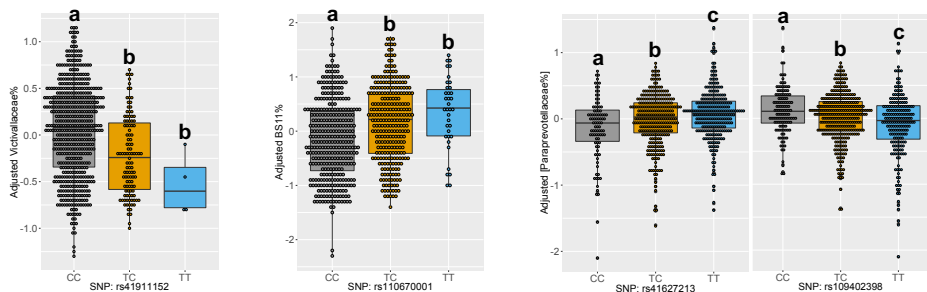 Adjusted Victivallaceae%
1.0
0.5
0.0
-0.5
-1.0
a
b
b
CC
TC
TT
SNP: rs41911152
Adjusted BS11%
2
1
0
-1
-2
a
b
b
CC
TC
TT
SNP: rs110670001
Adjusted [Paraprevotellaceae%]
1
0
-1
-2
a
b
c
CC
TC
TT
SNP: rs41627213
a
b
c
CC
TC
TT
SNP: rs109402398